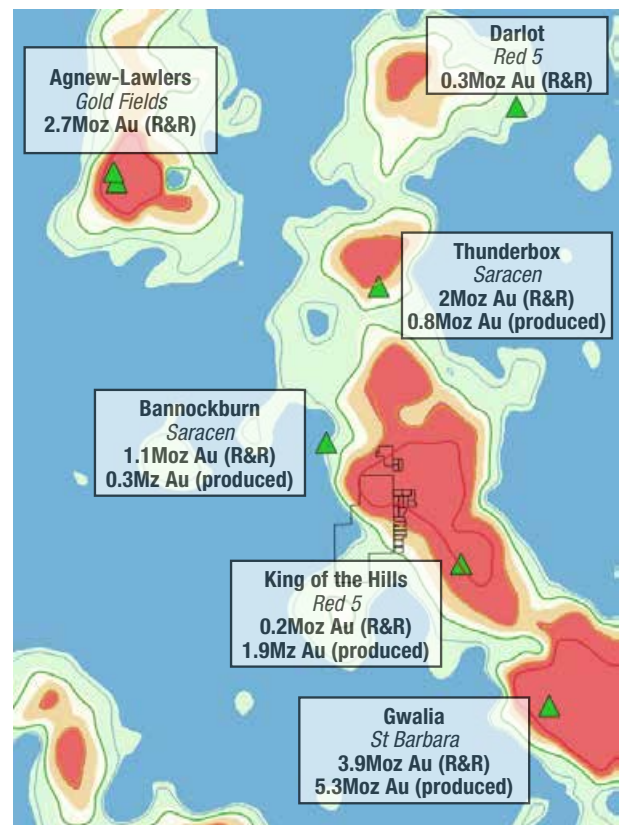 Darlot
Red 5
0.3Moz Au (R&R)
Agnew-Lawlers
Gold Fields
2.7Moz Au (R&R)
Thunderbox
Saracen
2Moz Au (R&R)
0.8Moz Au (produced)
Bannockburn
Saracen
1.1Moz Au (R&R)
0.3Mz Au (produced)
King of the Hills
Red 5
0.2Moz Au (R&R)
1.9Mz Au (produced)
Gwalia
St Barbara
3.9Moz Au (R&R)
5.3Moz Au (produced)